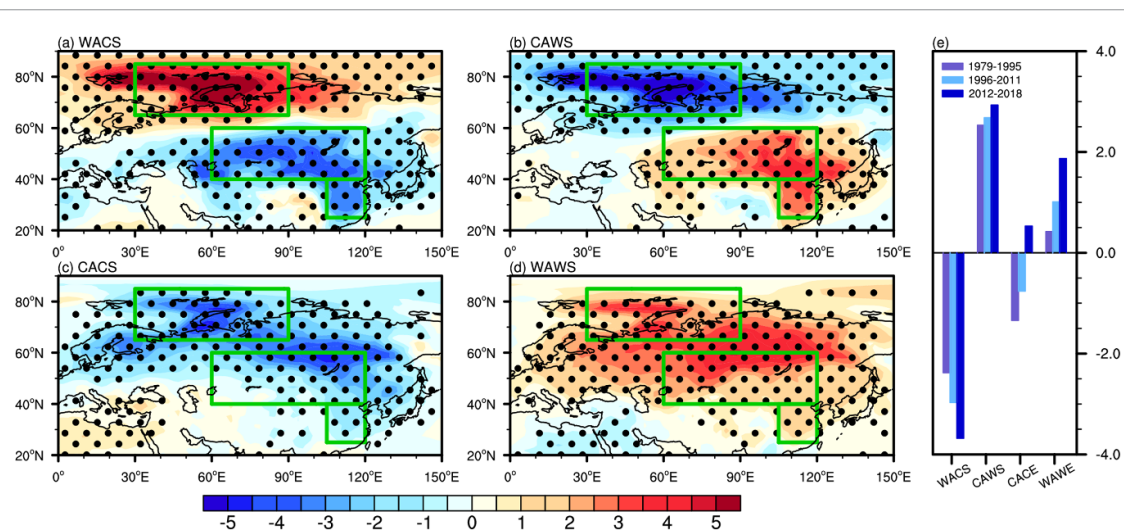 (a) WACS
80°N
60°N
40°N
20°N
0° 30°E 60°E 90°E 120°E 150°E
(b) CAWS
80°N
60°N
40°N
20°N
0° 30°E 60°E 90°E 120°E 150°E
(c) CACS
80°N
60°N
40°N
20°N
0° 30°E 60°E 90°E 120°E 150°E
(d) WAWS
80°N
60°N
40°N
20°N
0° 30°E 60°E 90°E 120°E 150°E
-5 -4 -3 -2 -1 0 1 2 3 4 5
(e)
1979-1995
1996-2011
2012-2018
4.0
2.0
0.0
-2.0
-4.0
WACS CAWS CACE WAWE